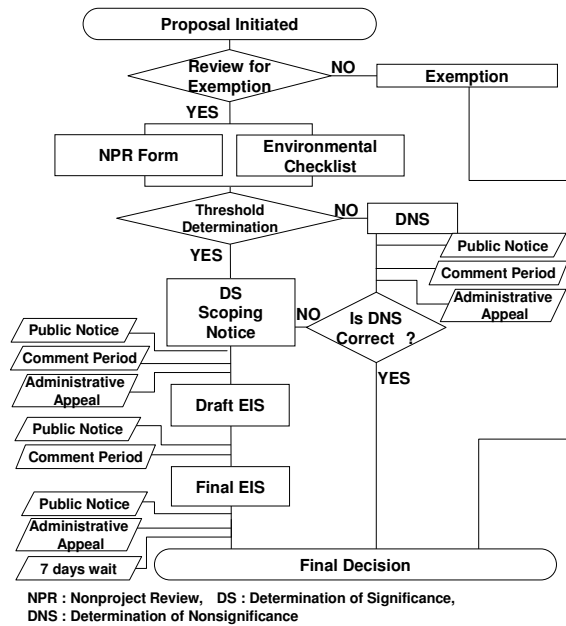 Proposal Initiated
Review for
Exemption
NO
Exemption
YES
NPR Form
Environmental
Checklist
Threshold
Determination
NO
DNS
Public Notice
Comment Period
Administrative
Appeal
YES
DS
Scoping
Notice
NO
Is DNS
Correct ?
YES
Public Notice
Comment Period
Administrative
Appeal
Draft EIS
Public Notice
Comment Period
Final EIS
Public Notice
Administrative
Appeal
7 days wait
Final Decision
NPR : Nonproject Review, DS : Determination of Significance,
DNS : Determination of Nonsignificance